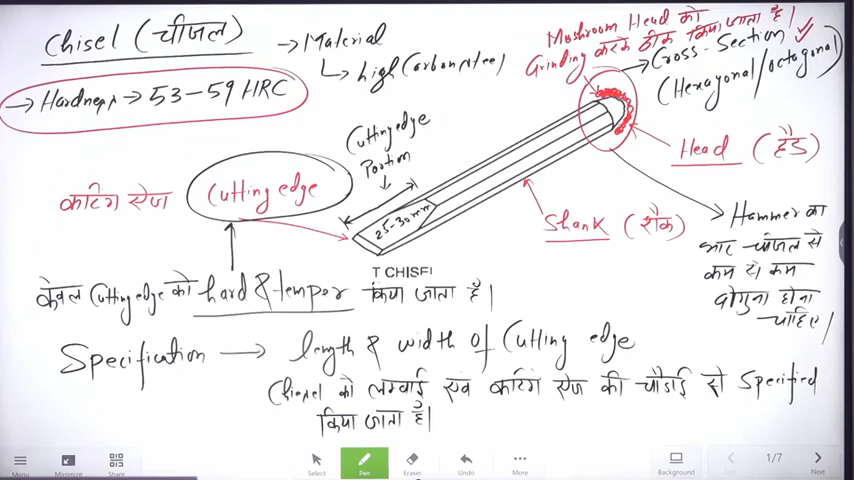 Chisel (चीजल)
→ Material
↳ high Carbon steel
→ Hardness → 53-59 HRC
Mushroom Head को
Grinding करके ठीक किया जाता है।
→ Cross-Section ✓
(Hexagonal/octagonal)
Cutting edge
Portion
25-30mm
Head (हैड)
कटिंग ऐज Cutting edge
Shank (शैंक)
T CHISEL
→ Hammer का
भार चीजल से
कम से कम
दोगुना होना
चाहिए।
केवल Cutting edge को hard & temper किया जाता है।
Specification → length & width of Cutting edge
Chisel को लम्बाई एवं कटिंग ऐज की चौडाई से Specified
किया जाता है।
Menu Minimize Share Select Pen Eraser Undo More Background 1/7